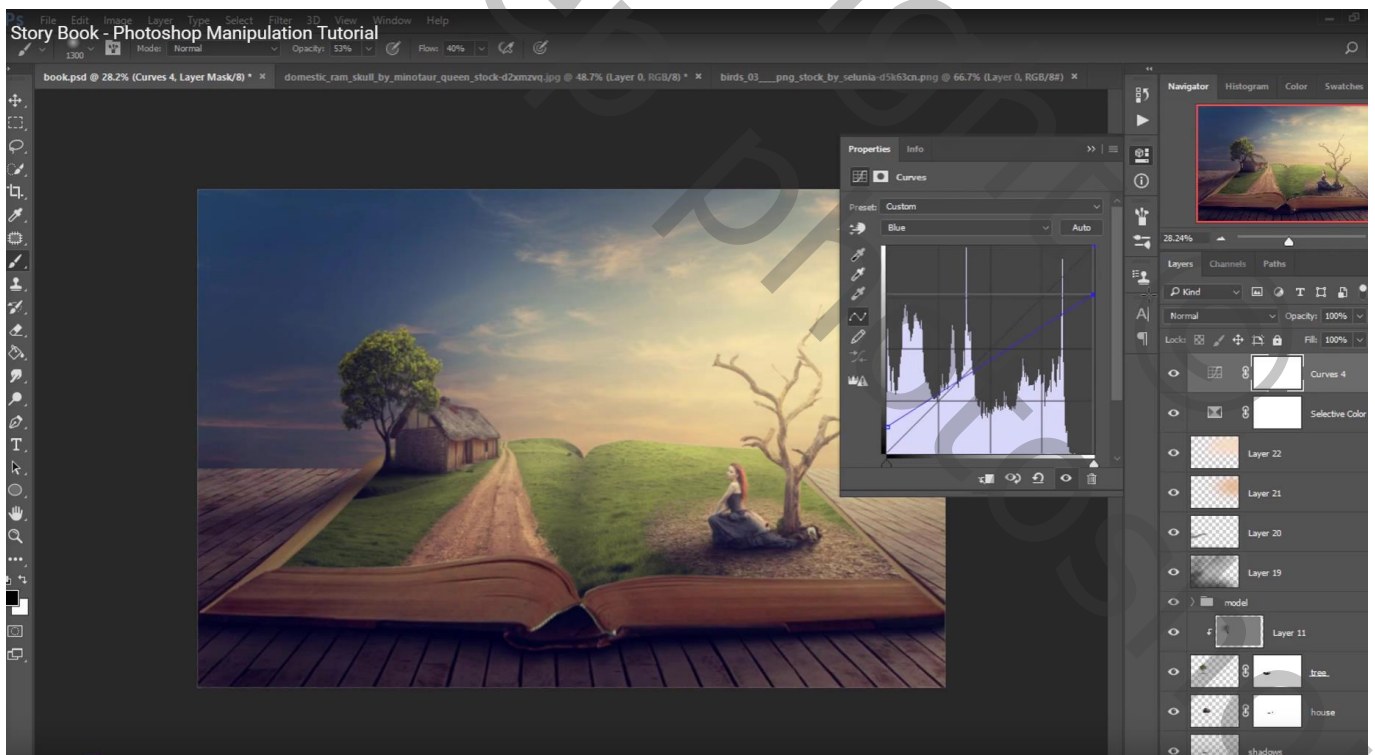 Ps File Edit Image Layer Type Select Filter 3D View Window Help
Story Book - Photoshop Manipulation Tutorial
1300 Mode: Normal Opacity: 53% Flow: 40%
book.psd @ 28.2% (Curves 4, Layer Mask/8) * × domestic_ram_skull_by_minotaur_queen_stock-d2xmzvq.jpg @ 48.7% (Layer 0, RGB/8) * × birds_03___png_stock_by_selunia-d5k63cn.png @ 66.7% (Layer 0, RGB/8#) ×
Navigator Histogram Color Swatches
Properties Info
Curves
Preset: Custom
Blue Auto
28.24%
Layers Channels Paths
Kind
Normal Opacity: 100%
Lock: Fill: 100%
Curves 4
Selective Color
Layer 22
Layer 21
Layer 20
Layer 19
model
Layer 11
tree
house
shadows